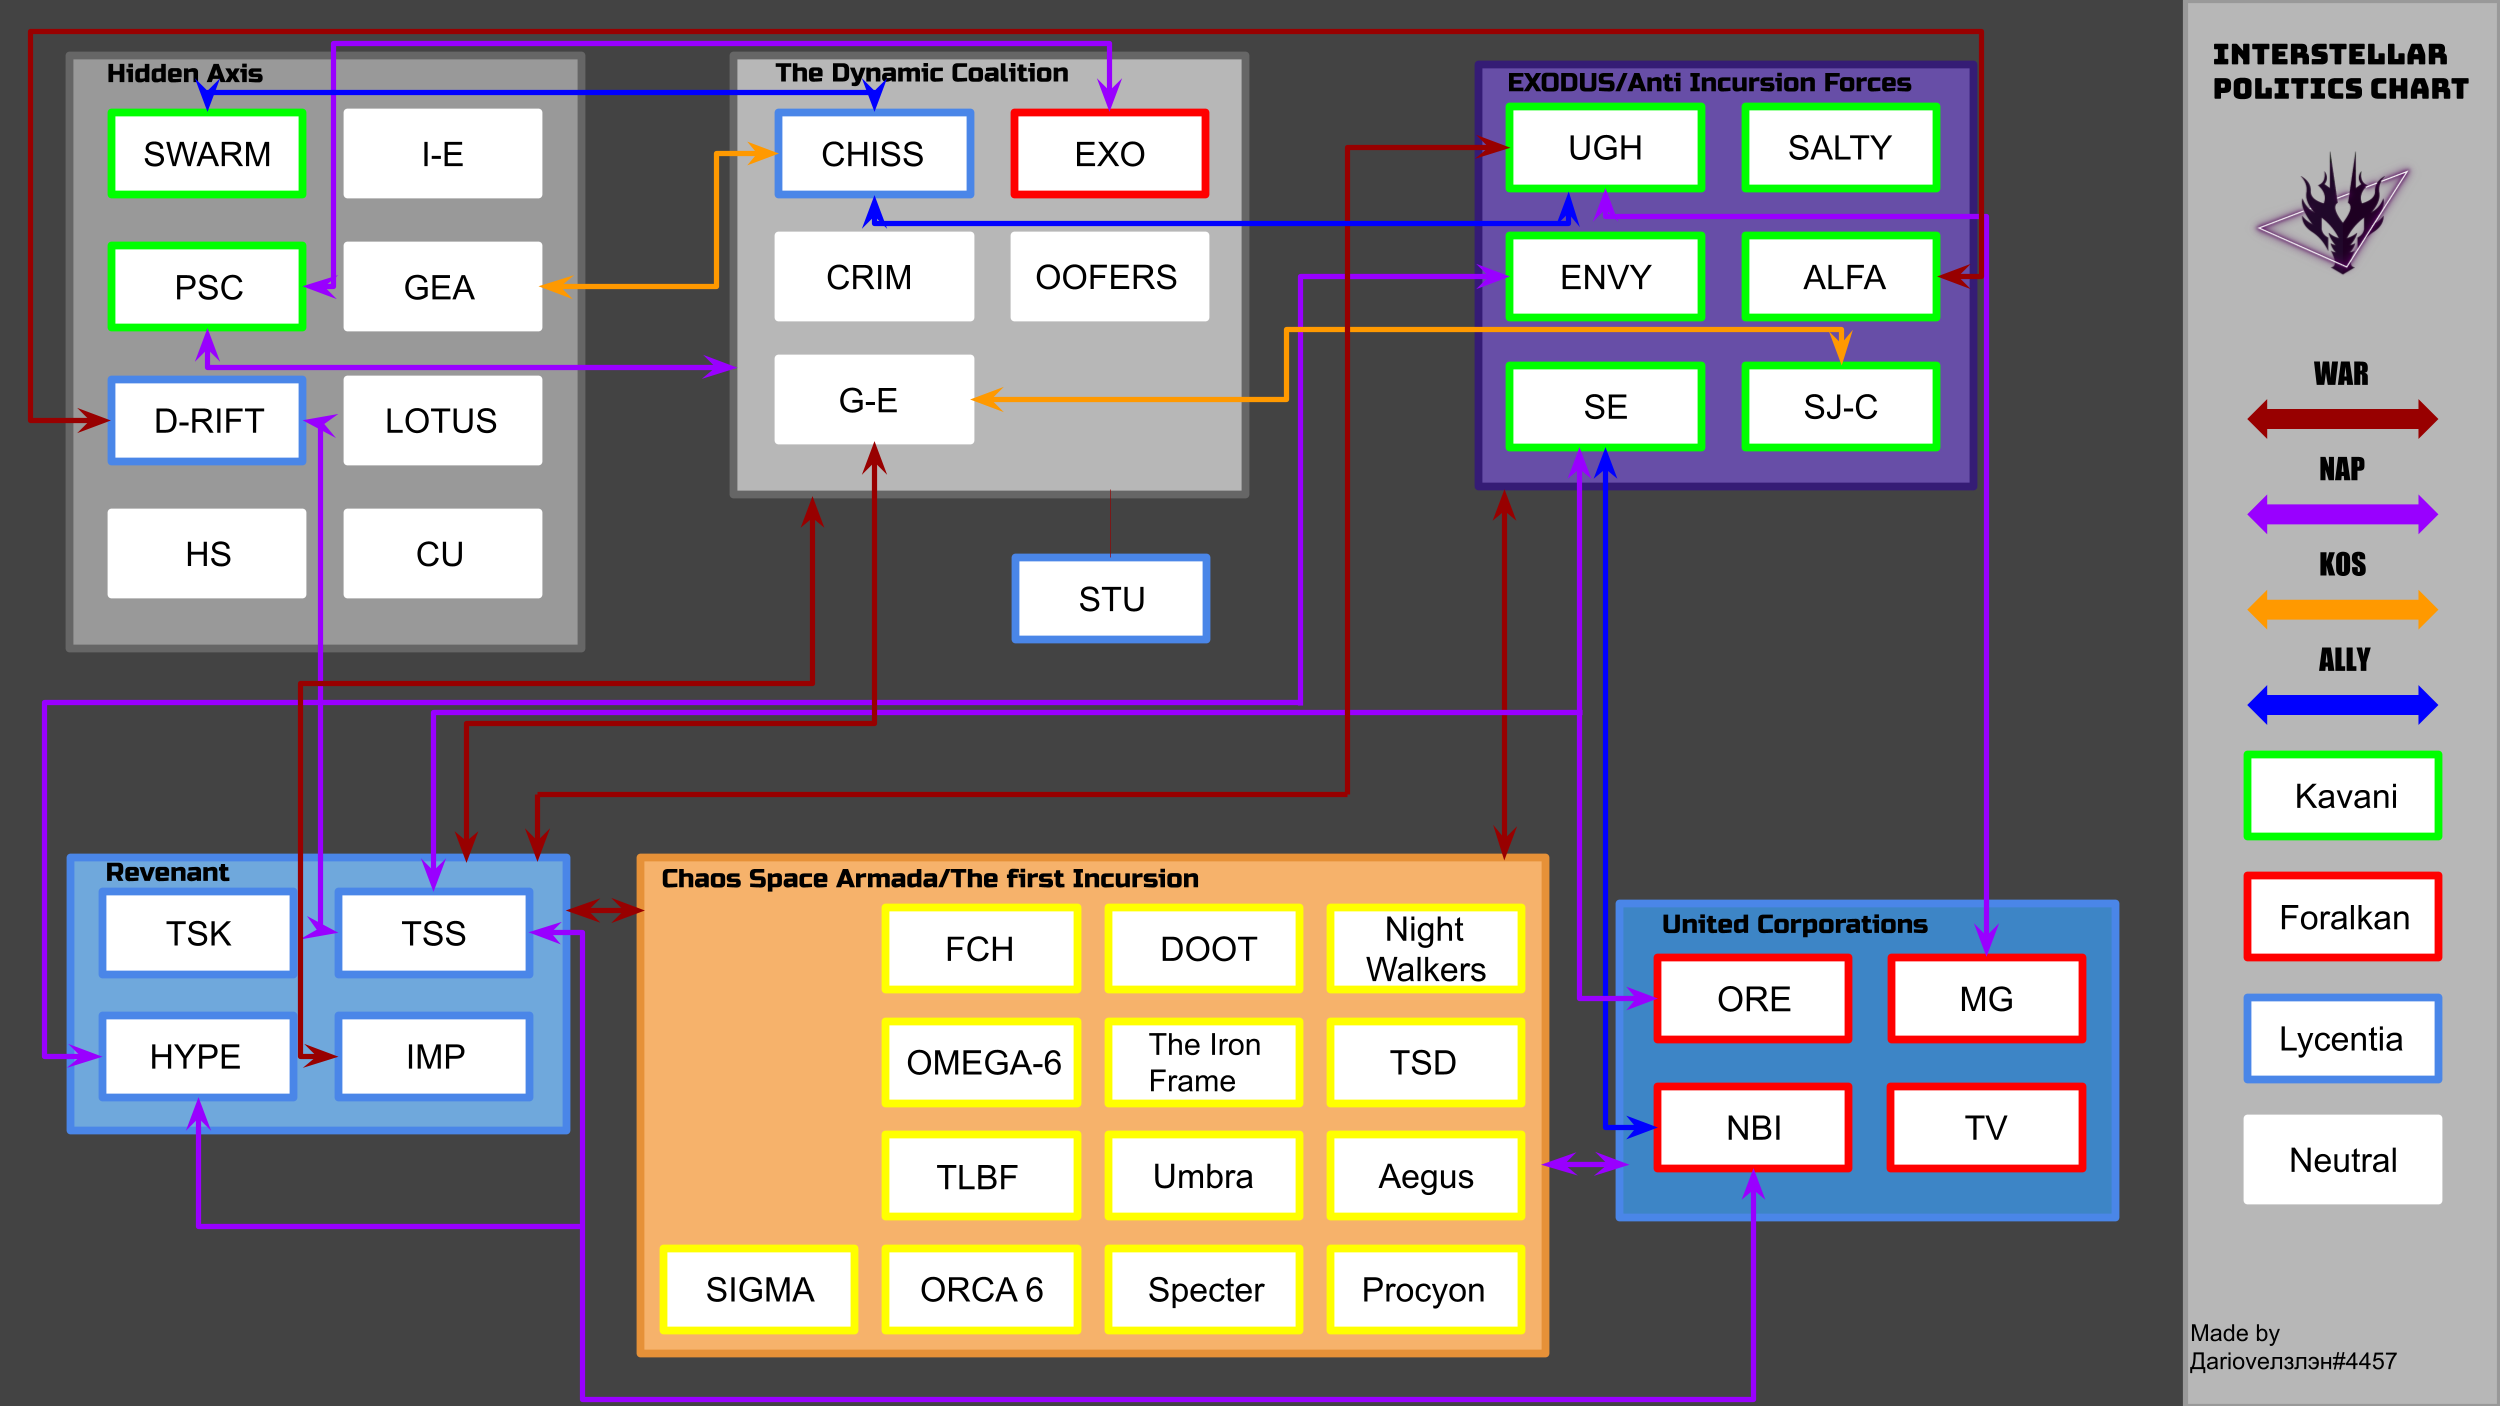 INTERSTELLAR
POLITICAL CHART
Hiden Axis
SWARM
I-E
PSC
GEA
D-RIFT
LOTUS
HS
CU
The Dynamic Coalition
CHISS
EXO
CRIM
OOFERS
G-E
STU
EXODUS/Anti Incursion Forces
UGH
SALTY
ENVY
ALFA
SE
SJ-C
Revenant
TSK
TSS
HYPE
IMP
Chaos Space Armada/The first Incursion
FCH
DOOT
Night
Walkers
OMEGA-6
The Iron
Frame
TSD
TLBF
Umbra
Aegus
SIGMA
ORCA 6
Specter
Procyon
United Corporations
ORE
MG
NBI
TV
WAR
NAP
KOS
ALLY
Kavani
Foralkan
Lycentia
Neutral
Made by
Дariovелзэн#4457